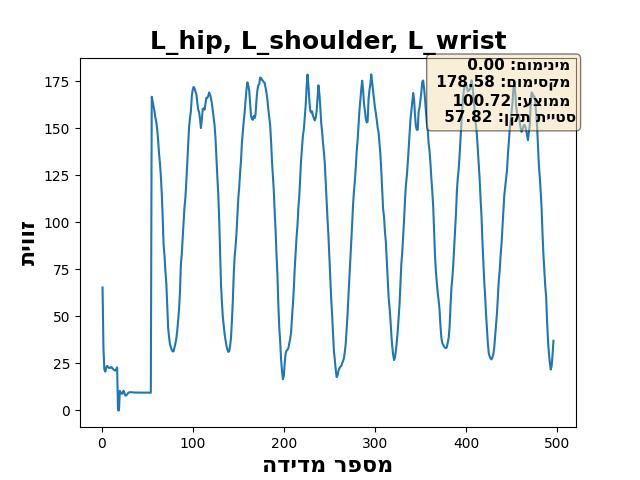 L_hip, L_shoulder, L_wrist
מינימום: 0.00
מקסימום: 178.58
ממוצע: 100.72
סטיית תקן: 57.82
זווית
175
150
125
100
75
50
25
0
0 100 200 300 400 500
מספר מדידה